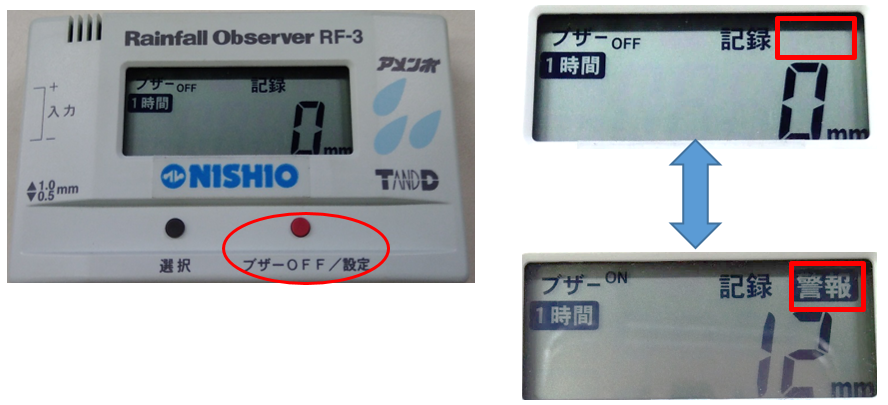 Rainfall Observer RF-3
アメンボ
ブザーOFF 記録
1時間
0mm
+
入力
-
NISHIO
TANDD
▲1.0
▼0.5 mm
選択
ブザーOFF/設定
ブザーOFF 記録
1時間
0mm
ブザーON 記録 警報
1時間
12mm